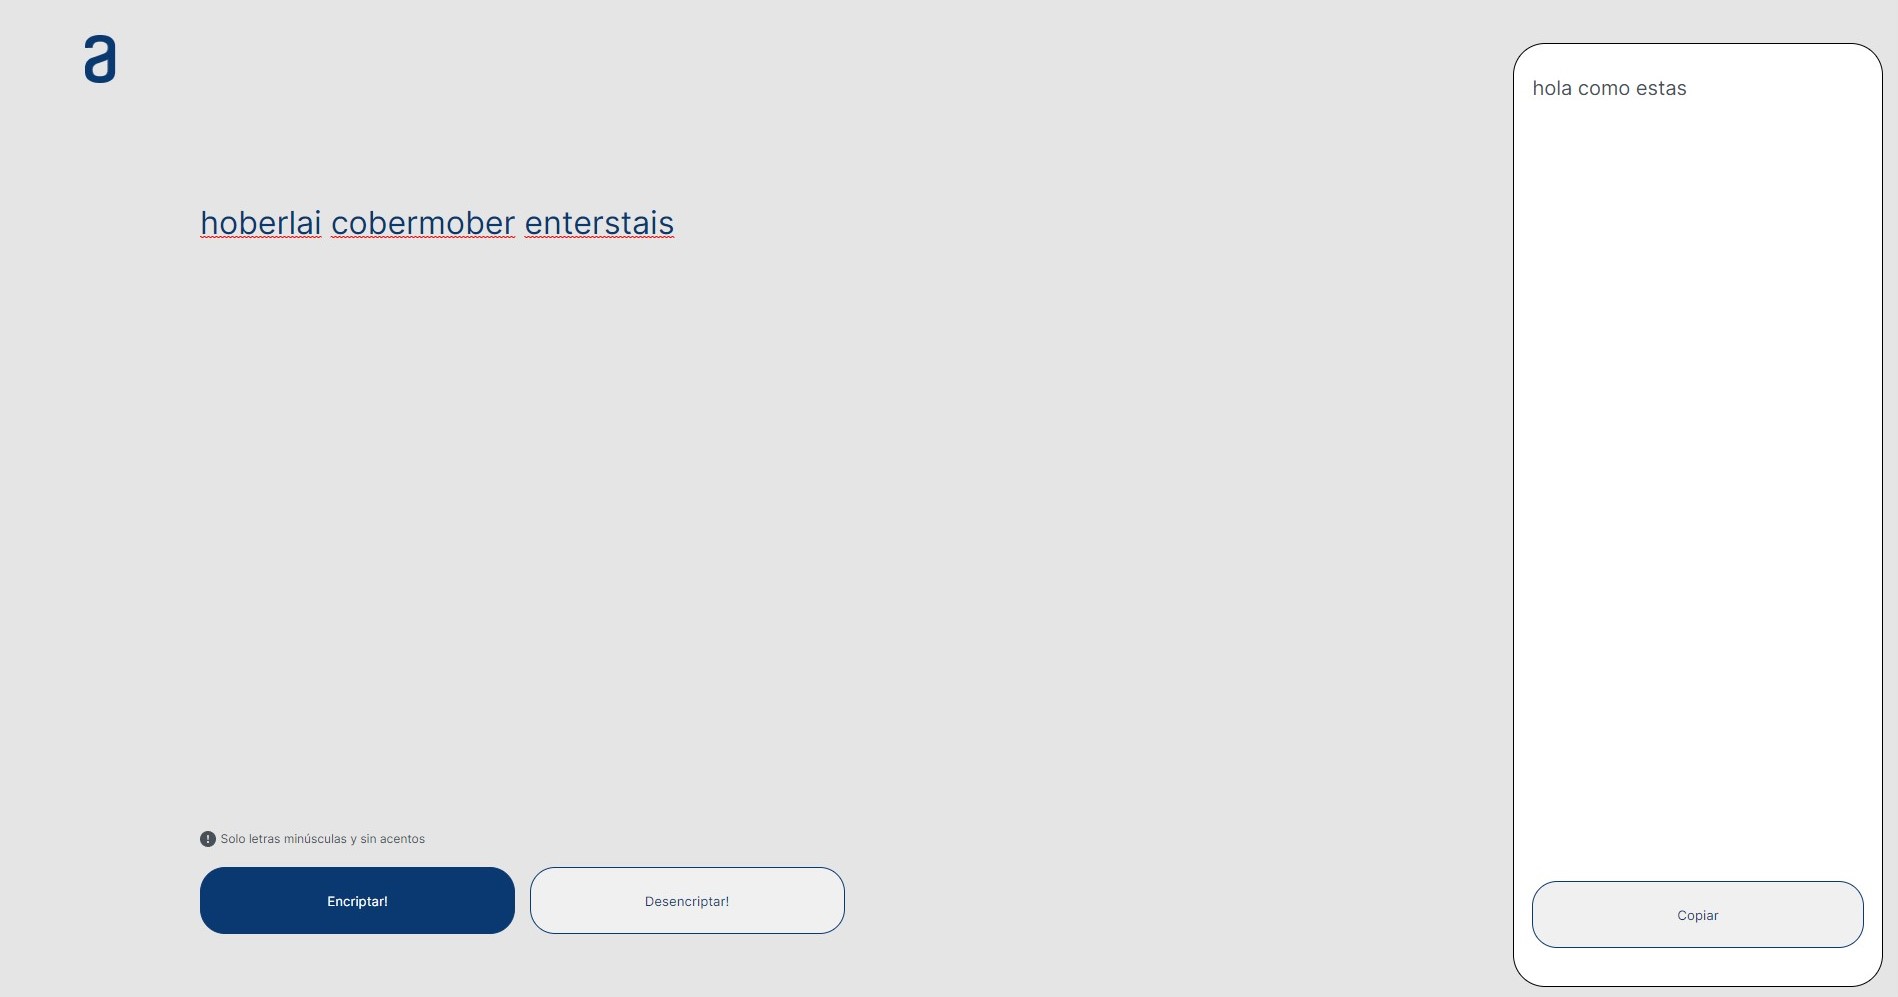 a
hoberlai cobermober enterstais
Solo letras minúsculas y sin acentos
Encriptar!
Desencriptar!
hola como estas
Copiar